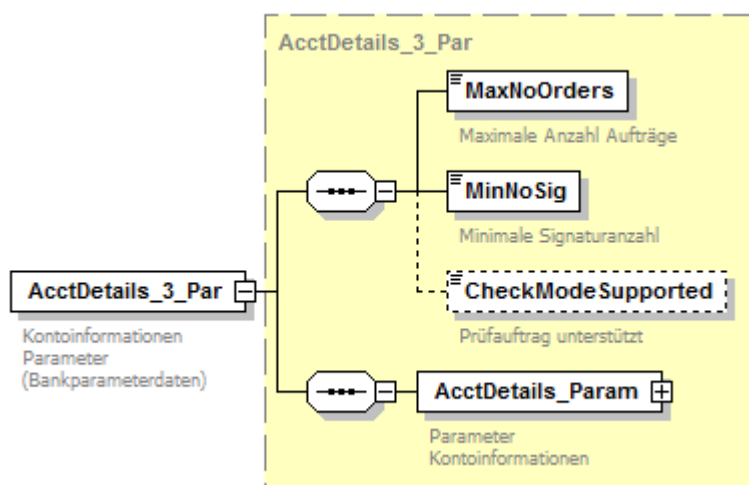 AcctDetails_3_Par
MaxNoOrders
Maximale Anzahl Aufträge
MinNoSig
Minimale Signaturanzahl
AcctDetails_3_Par
Kontoinformationen
Parameter
(Bankparameterdaten)
CheckModeSupported
Prüfauftrag unterstützt
AcctDetails_Param
Parameter
Kontoinformationen